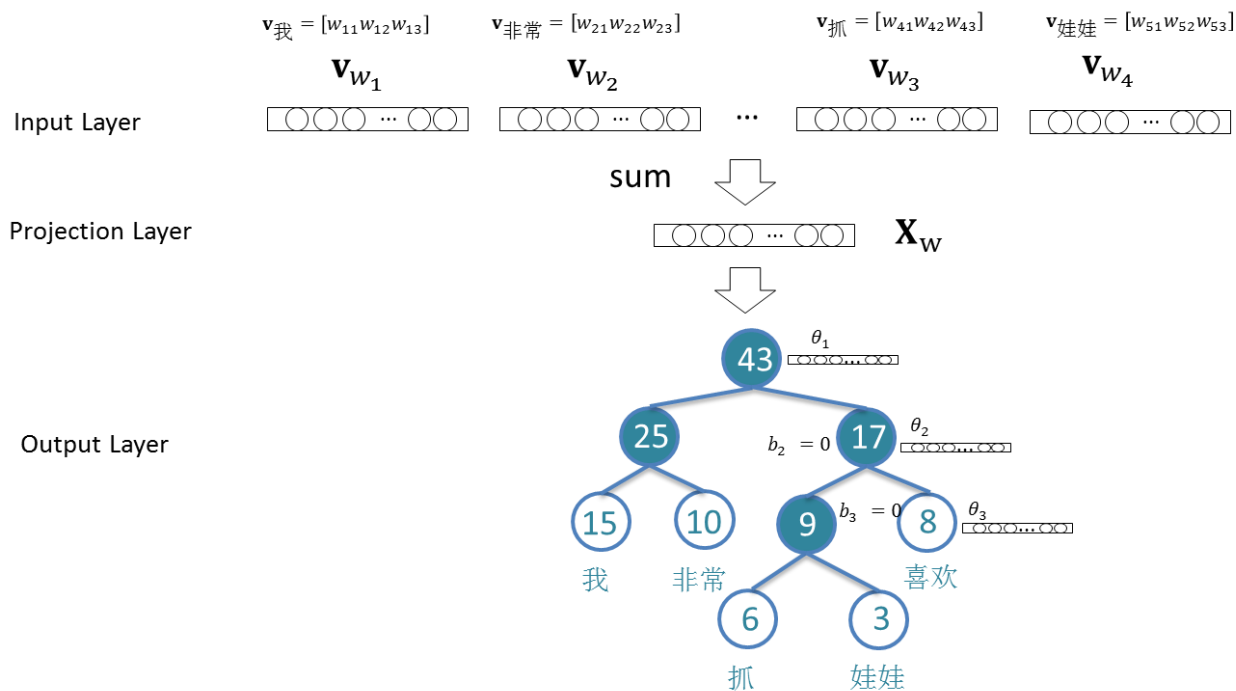 v我 = [w11w12w13] v非常 = [w21w22w23] v抓 = [w41w42w43] v娃娃 = [w51w52w53]
vw1 vw2 vw3 vw4
Input Layer ... ... ... ... ...
sum
Projection Layer ... Xw
43 θ1 ...
Output Layer 25 b2 = 0 17 θ2 ...
15 10 9 b3 = 0 8 θ3 ...
我 非常 喜欢
6 3
抓 娃娃